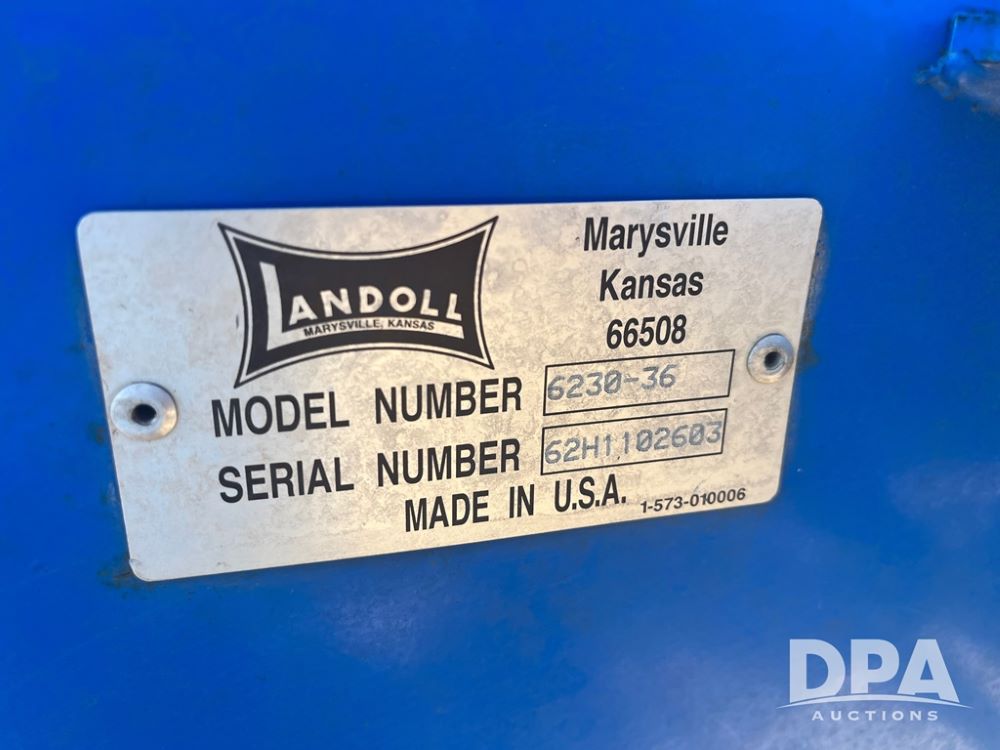 LANDOLL
MARYSVILLE, KANSAS
Marysville
Kansas
66508
MODEL NUMBER 6230-36
SERIAL NUMBER 62H1102603
MADE IN U.S.A. 1-573-010006
DPA
AUCTIONS